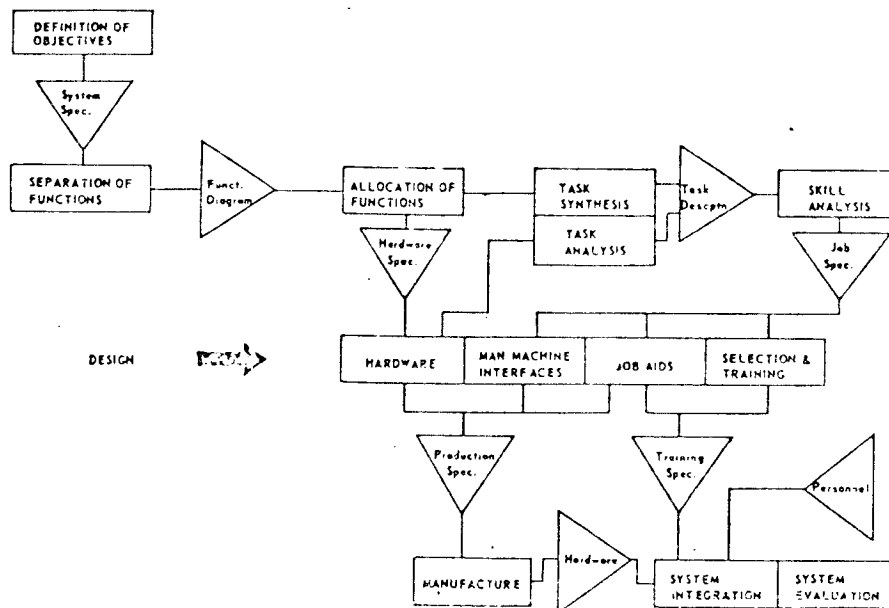 DEFINITION OF
OBJECTIVES
System
Spec.
SEPARATION OF
FUNCTIONS
Funct.
Diagram
ALLOCATION OF
FUNCTIONS
TASK
SYNTHESIS
TASK
ANALYSIS
Task
Descptn
SKILL
ANALYSIS
Hardware
Spec.
Job
Spec.
DESIGN
HARDWARE
MAN MACHINE
INTERFACES
JOB AIDS
SELECTION &
TRAINING
Production
Spec.
Training
Spec.
Personnel
MANUFACTURE
Hardware
SYSTEM
INTEGRATION
SYSTEM
EVALUATION